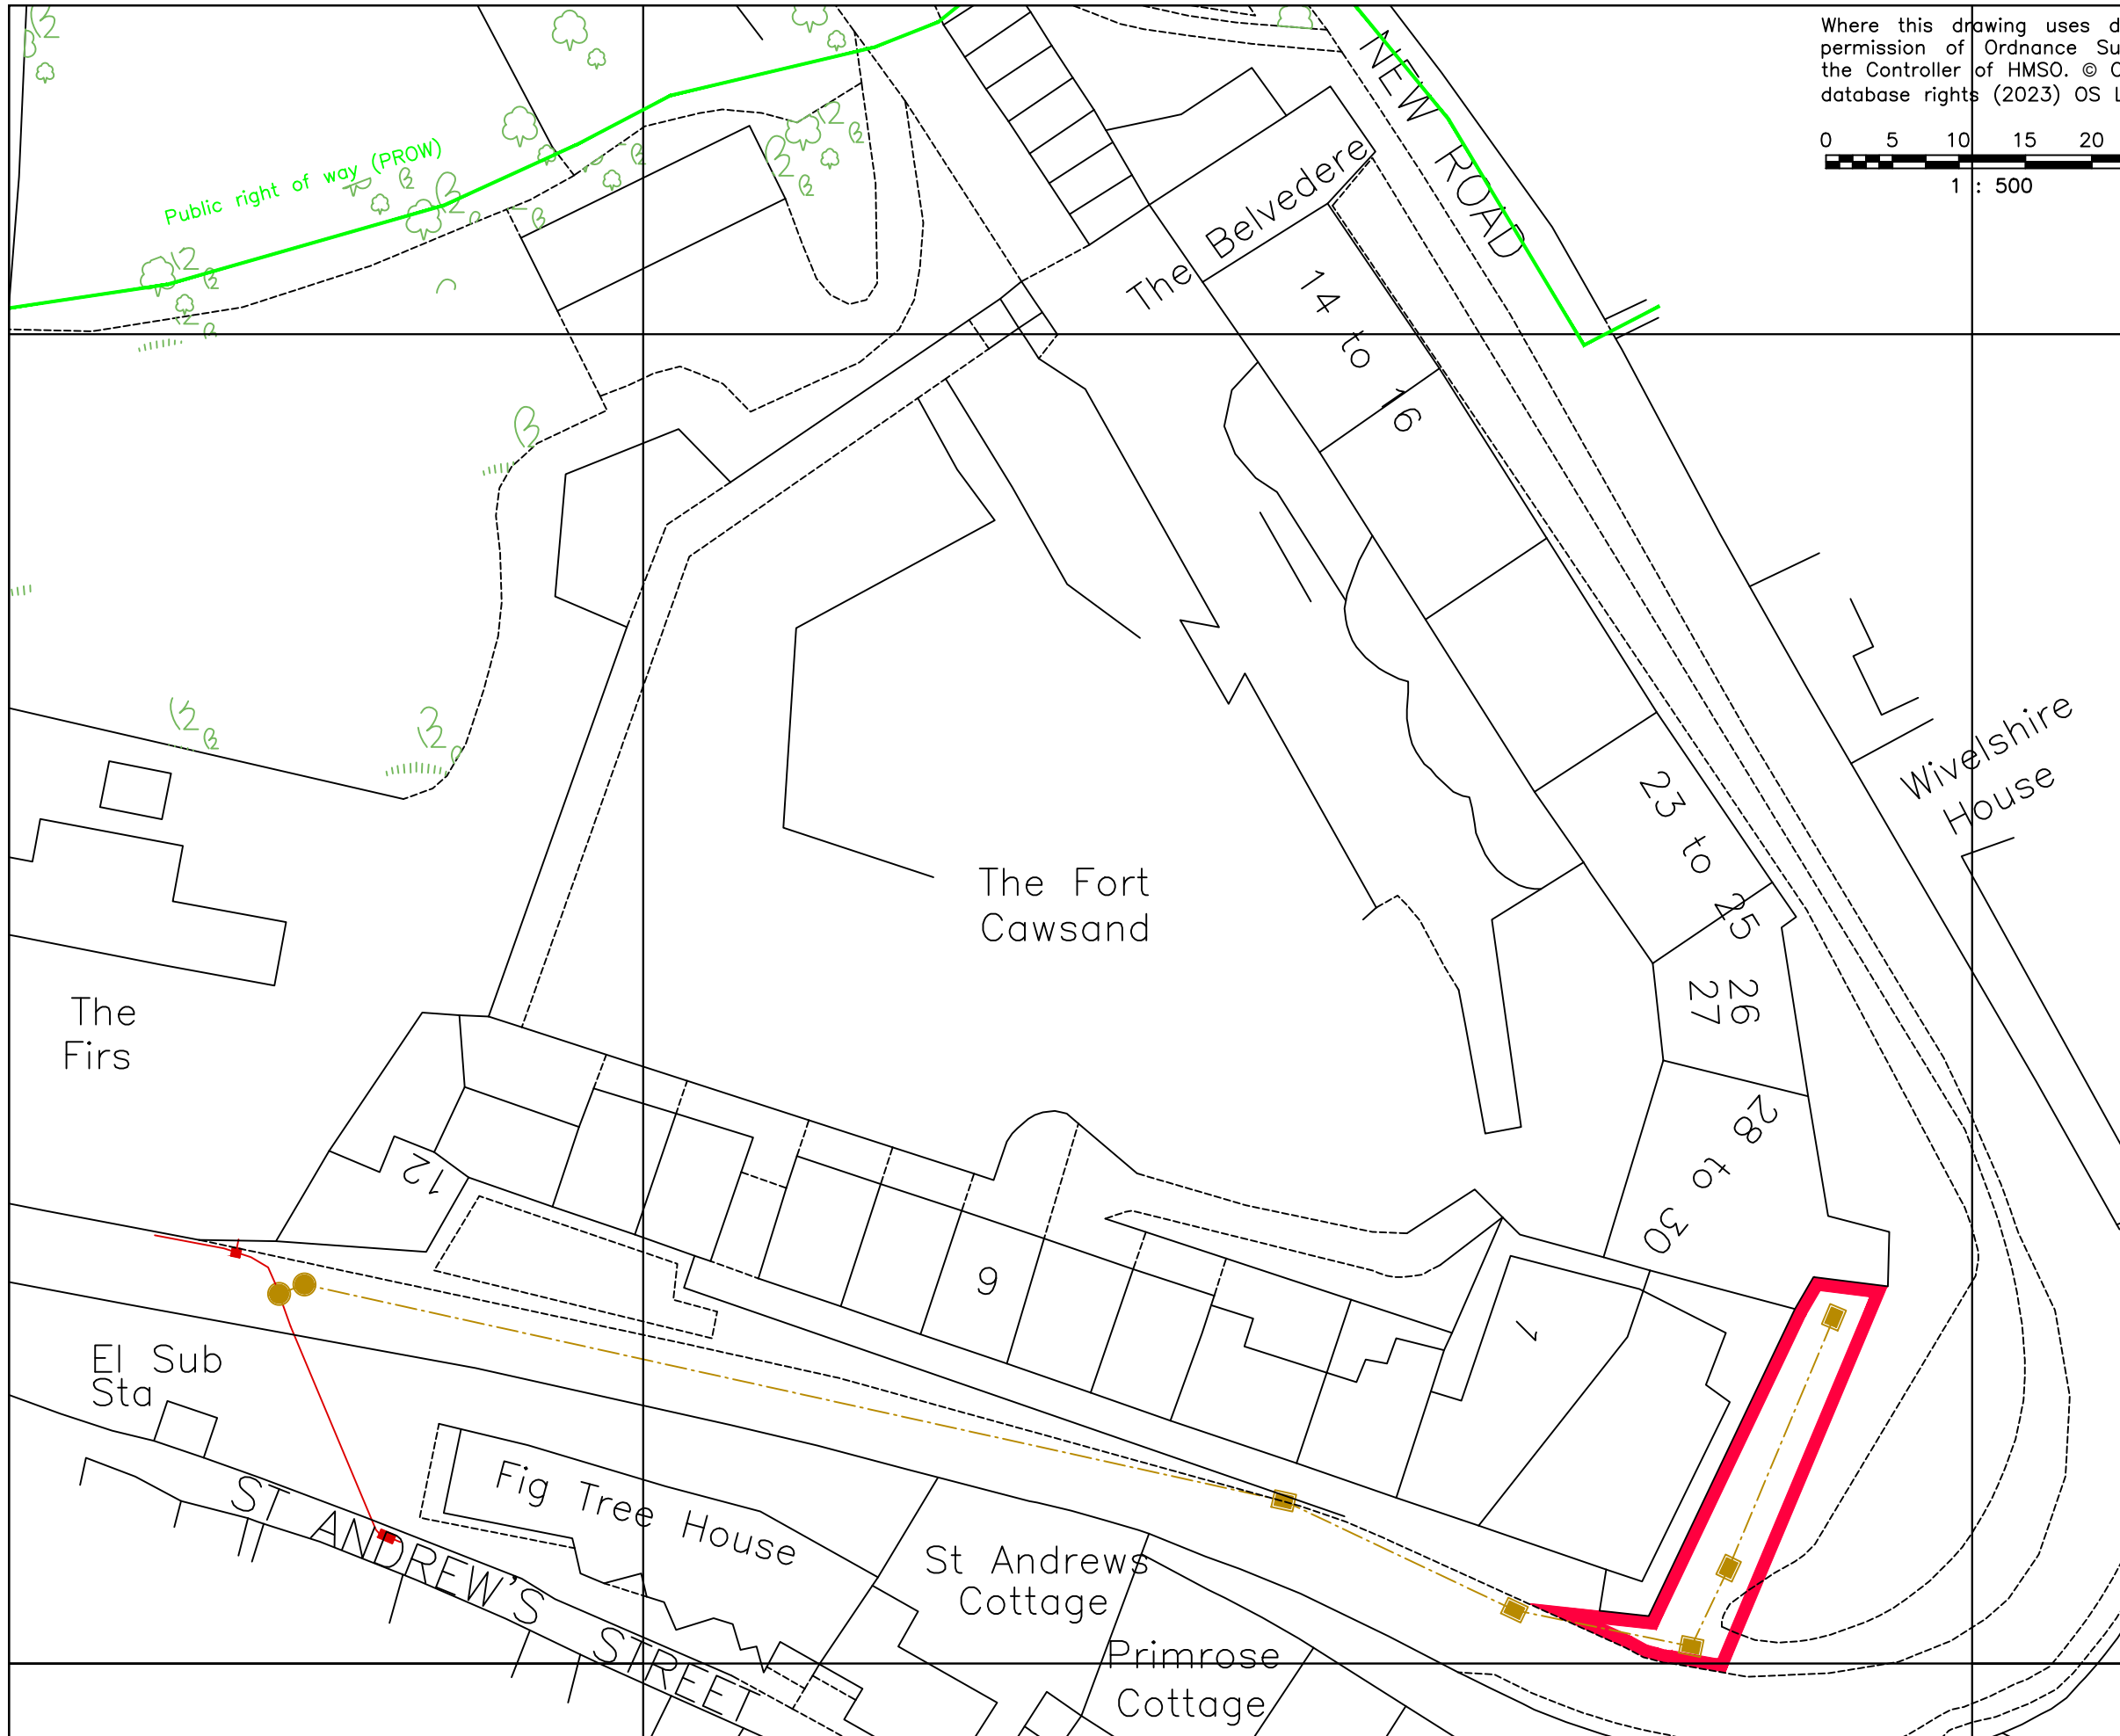 Where this drawing uses d
permission of Ordnance Su
the Controller of HMSO. ©
database rights (2023) OS L
0 5 10 15 20
1 : 500
NEW ROAD
Public right of way (PROW)
The Belvedere
14 to 16
Wivelshire
House
23 to 25
The Fort
Cawsand
26
27
The
Firs
28 to 30
12
9
1
El Sub
Sta
Fig Tree House
ST ANDREW'S STREET
St Andrews
Cottage
Primrose
Cottage